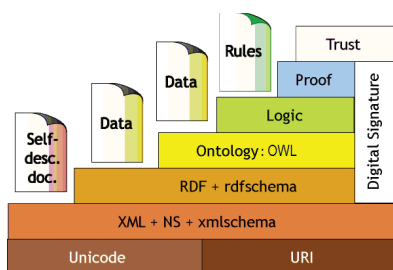 Trust
Rules
Proof
Data
Data
Logic
Self-
desc.
doc.
Ontology: OWL
Digital Signature
RDF + rdfschema
XML + NS + xmlschema
Unicode
URI